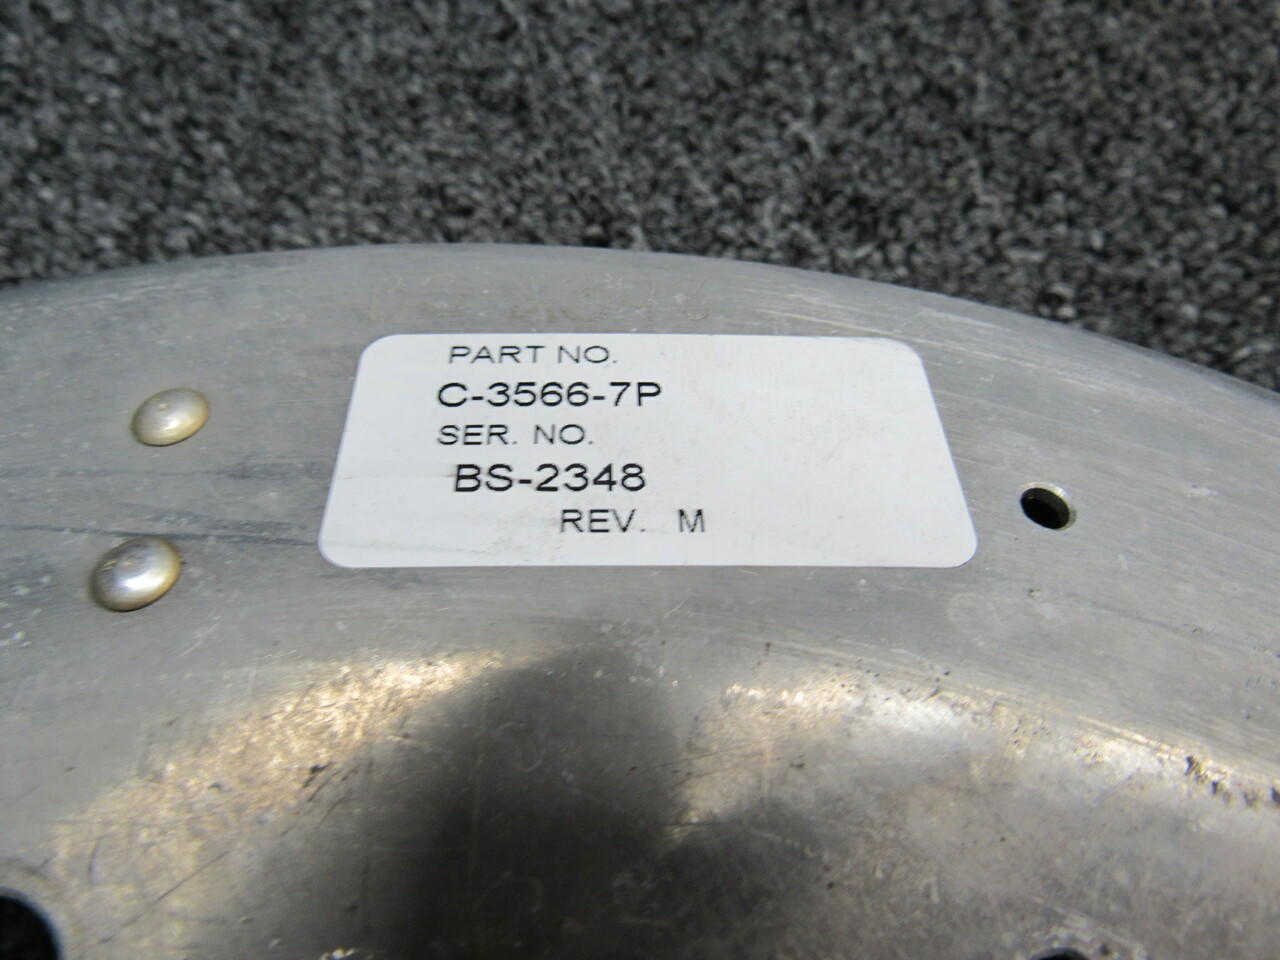 PART NO.
C-3566-7P
SER. NO.
BS-2348
REV. M